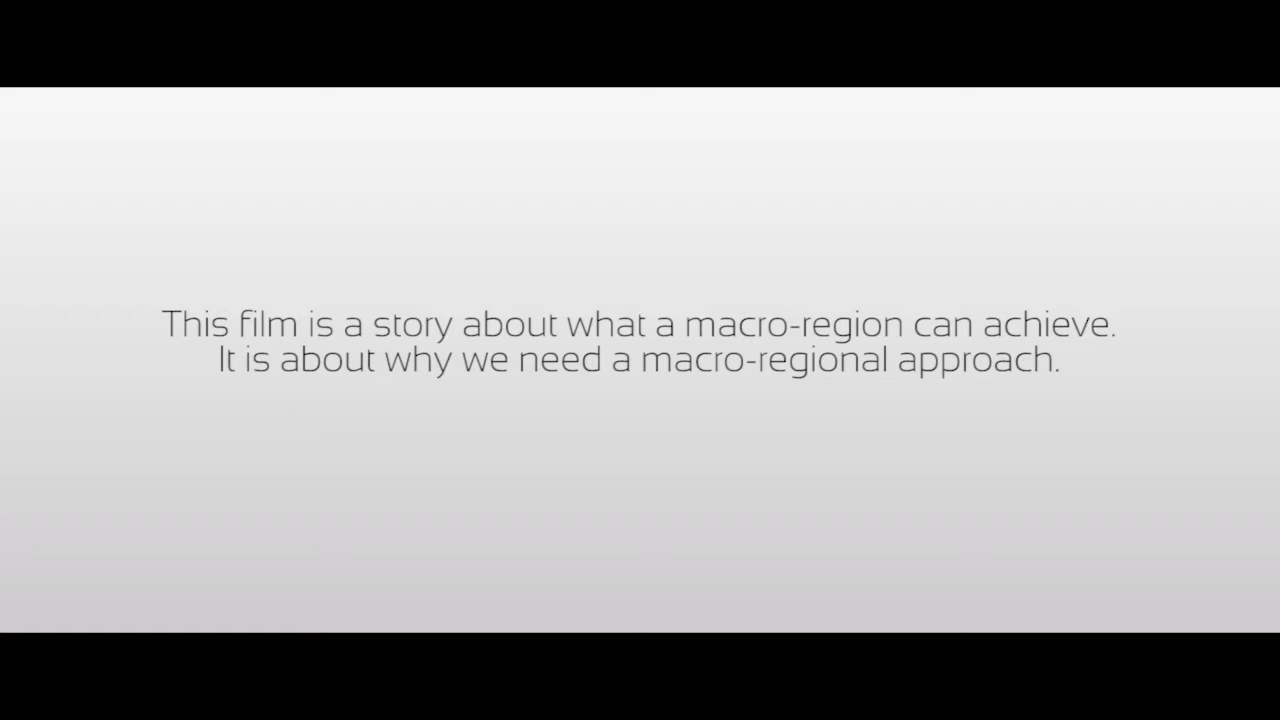 This film is a story about what a macro-region can achieve.
It is about why we need a macro-regional approach.